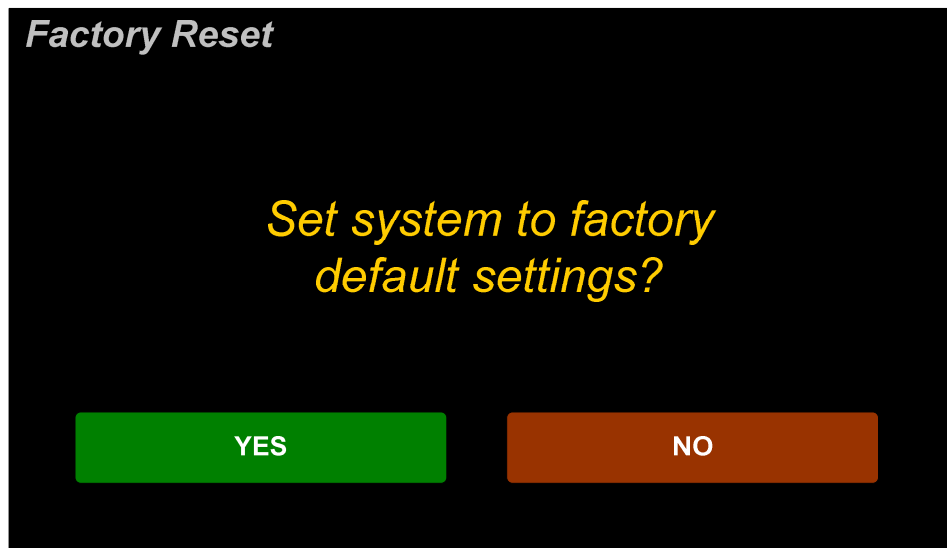 Factory Reset
Set system to factory
default settings?
YES
NO